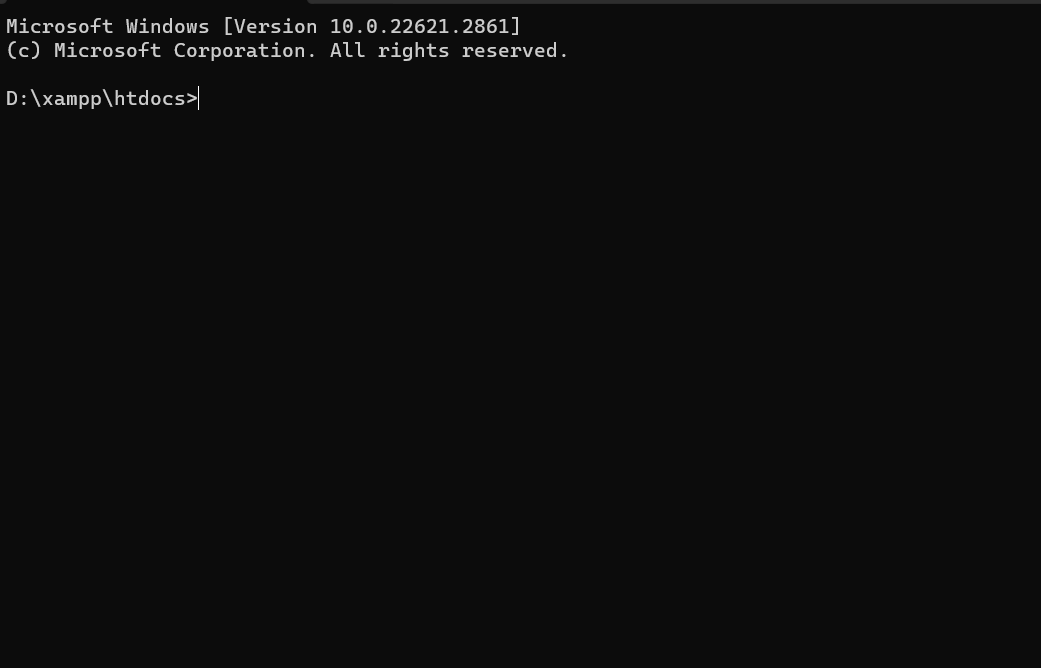 Microsoft Windows [Version 10.0.22621.2861]
(c) Microsoft Corporation. All rights reserved.
D:\xampp\htdocs>